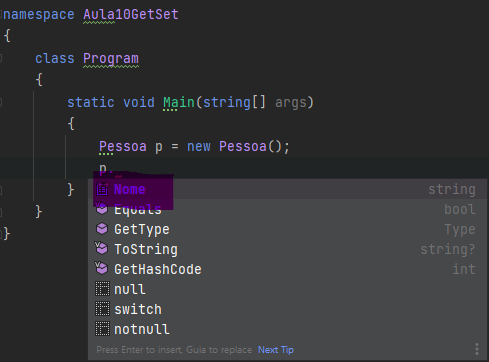 namespace Aula10GetSet
{
class Program
{
static void Main(string[] args)
{
Pessoa p = new Pessoa();
p.
}
}
}
Nome string
Equals bool
GetType Type
ToString string?
GetHashCode int
null
switch
notnull
Press Enter to insert, Guia to replace Next Tip